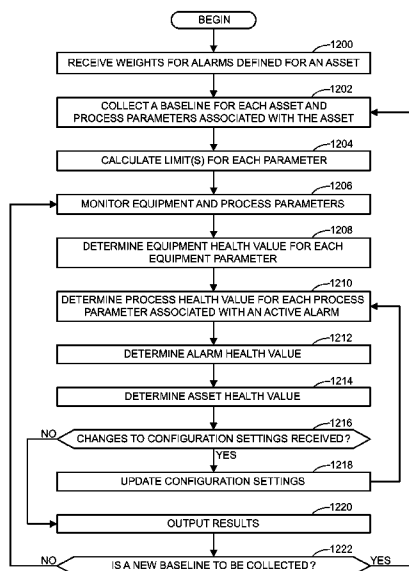 BEGIN
1200
RECEIVE WEIGHTS FOR ALARMS DEFINED FOR AN ASSET
1202
COLLECT A BASELINE FOR EACH ASSET AND
PROCESS PARAMETERS ASSOCIATED WITH THE ASSET
1204
CALCULATE LIMIT(S) FOR EACH PARAMETER
1206
MONITOR EQUIPMENT AND PROCESS PARAMETERS
1208
DETERMINE EQUIPMENT HEALTH VALUE FOR EACH
EQUIPMENT PARAMETER
1210
DETERMINE PROCESS HEALTH VALUE FOR EACH PROCESS
PARAMETER ASSOCIATED WITH AN ACTIVE ALARM
1212
DETERMINE ALARM HEALTH VALUE
1214
DETERMINE ASSET HEALTH VALUE
1216
NO
CHANGES TO CONFIGURATION SETTINGS RECEIVED?
YES
1218
UPDATE CONFIGURATION SETTINGS
1220
OUTPUT RESULTS
1222
NO
IS A NEW BASELINE TO BE COLLECTED?
YES